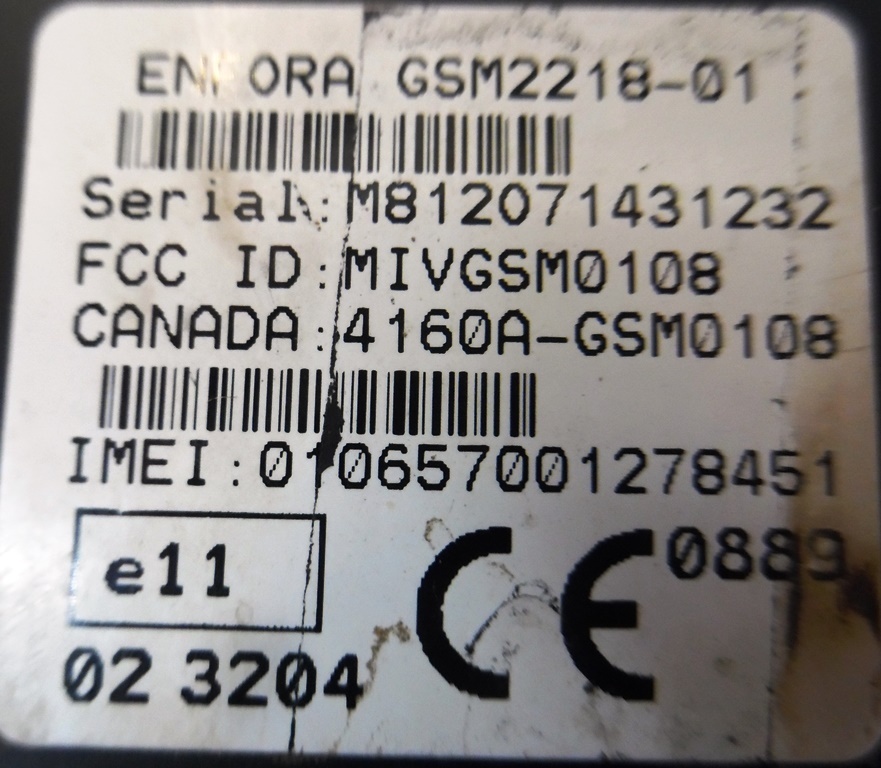 ENFORA GSM2218-01
Serial:M812071431232
FCC ID:MIVGSM0108
CANADA:4160A-GSM0108
IMEI:010657001278451
e11
CE 0889
02 3204